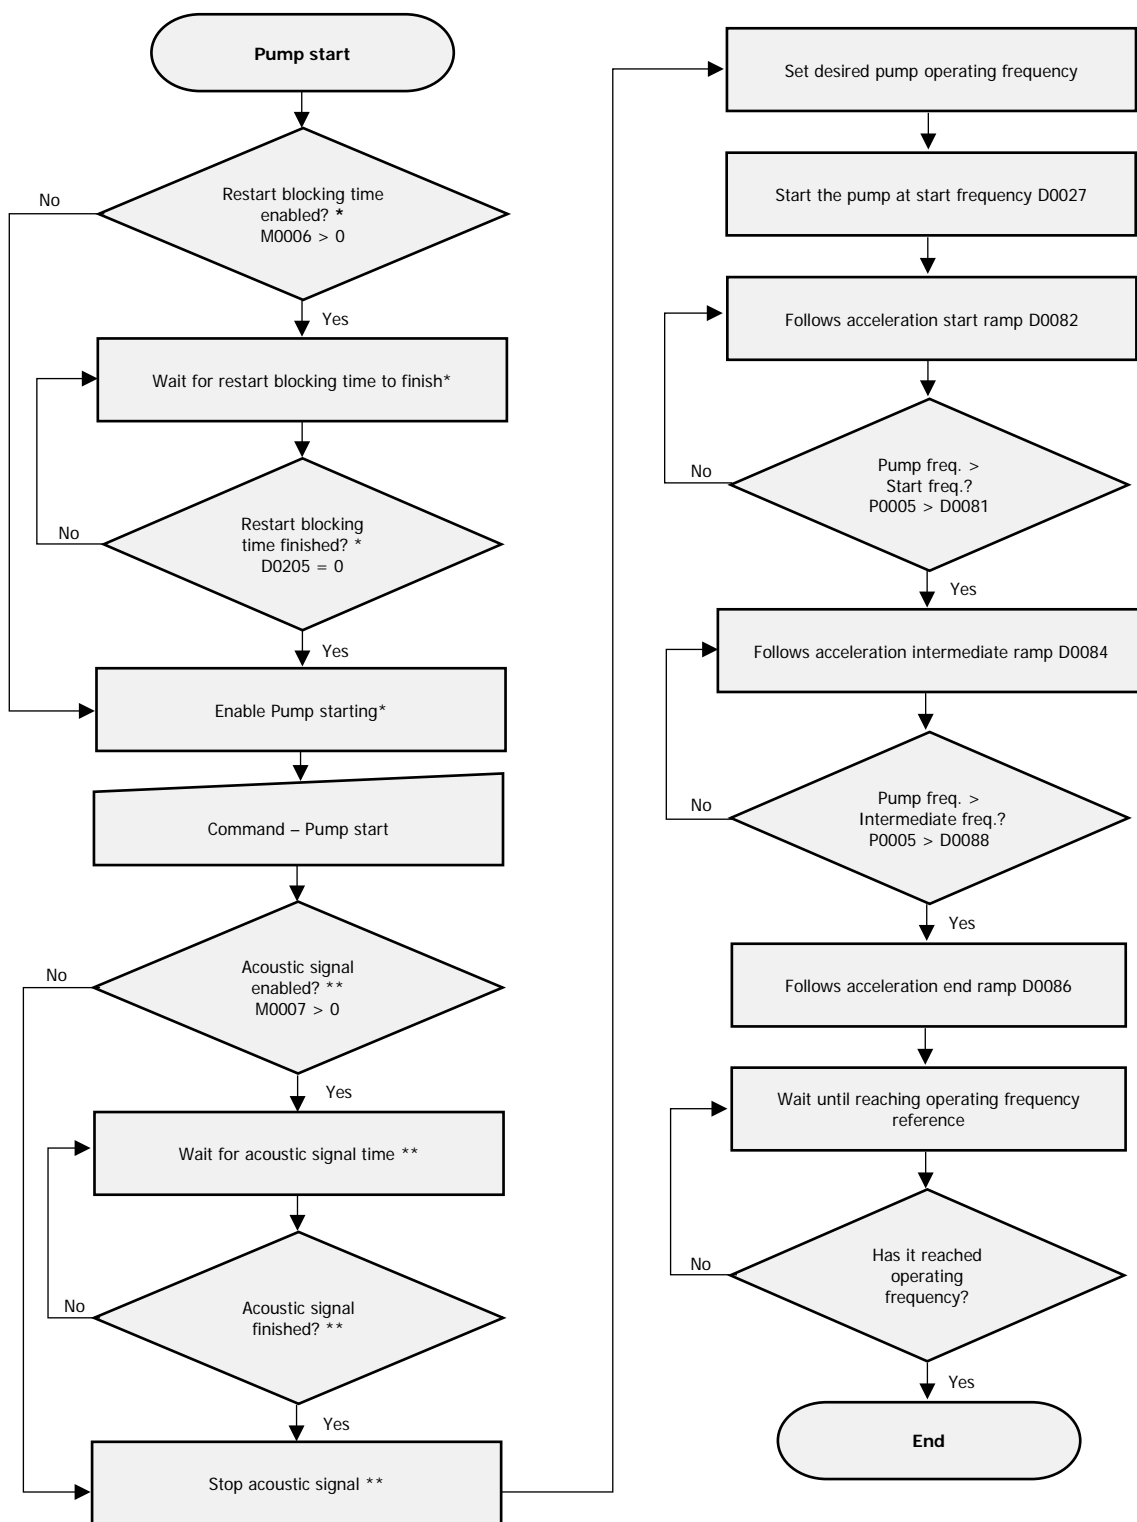 Pump start
No
Restart blocking time
enabled? *
M0006 > 0
Yes
Wait for restart blocking time to finish*
No
Restart blocking
time finished? *
D0205 = 0
Yes
Enable Pump starting*
Command – Pump start
No
Acoustic signal
enabled? **
M0007 > 0
Yes
Wait for acoustic signal time **
No
Acoustic signal
finished? **
Yes
Stop acoustic signal **
Set desired pump operating frequency
Start the pump at start frequency D0027
Follows acceleration start ramp D0082
No
Pump freq. >
Start freq.?
P0005 > D0081
Yes
Follows acceleration intermediate ramp D0084
No
Pump freq. >
Intermediate freq.?
P0005 > D0088
Yes
Follows acceleration end ramp D0086
Wait until reaching operating frequency
reference
No
Has it reached
operating
frequency?
Yes
End